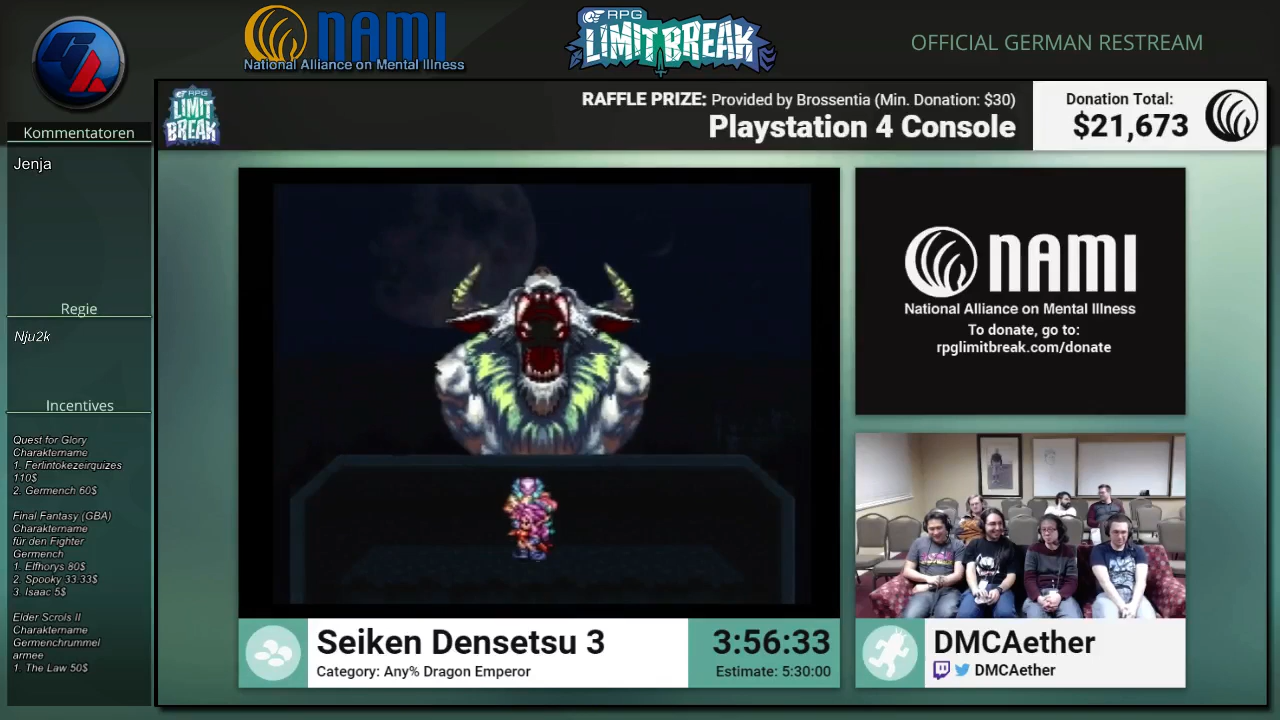 NAMI
National Alliance on Mental Illness
RPG
LIMIT BREAK
OFFICIAL GERMAN RESTREAM
Kommentatoren
Jenja
Regie
Nju2k
Incentives
Quest for Glory
Charaktername
1. Ferlintokezeirquizes
110$
2. Germench 60$
Final Fantasy (GBA)
Charaktername
für den Fighter
Germench
1. Effhorys 80$
2. Spooky 33.33$
3. Isaac 5$
Elder Scrols II
Charaktername
Germenchrummel
armee
1. The Law 50$
RPG
LIMIT
BREAK
RAFFLE PRIZE: Provided by Brossentia (Min. Donation: $30)
Playstation 4 Console
Donation Total:
$21,673
NAMI
National Alliance on Mental Illness
To donate, go to:
rpglimitbreak.com/donate
Seiken Densetsu 3
Category: Any% Dragon Emperor
3:56:33
Estimate: 5:30:00
DMCAether
DMCAether